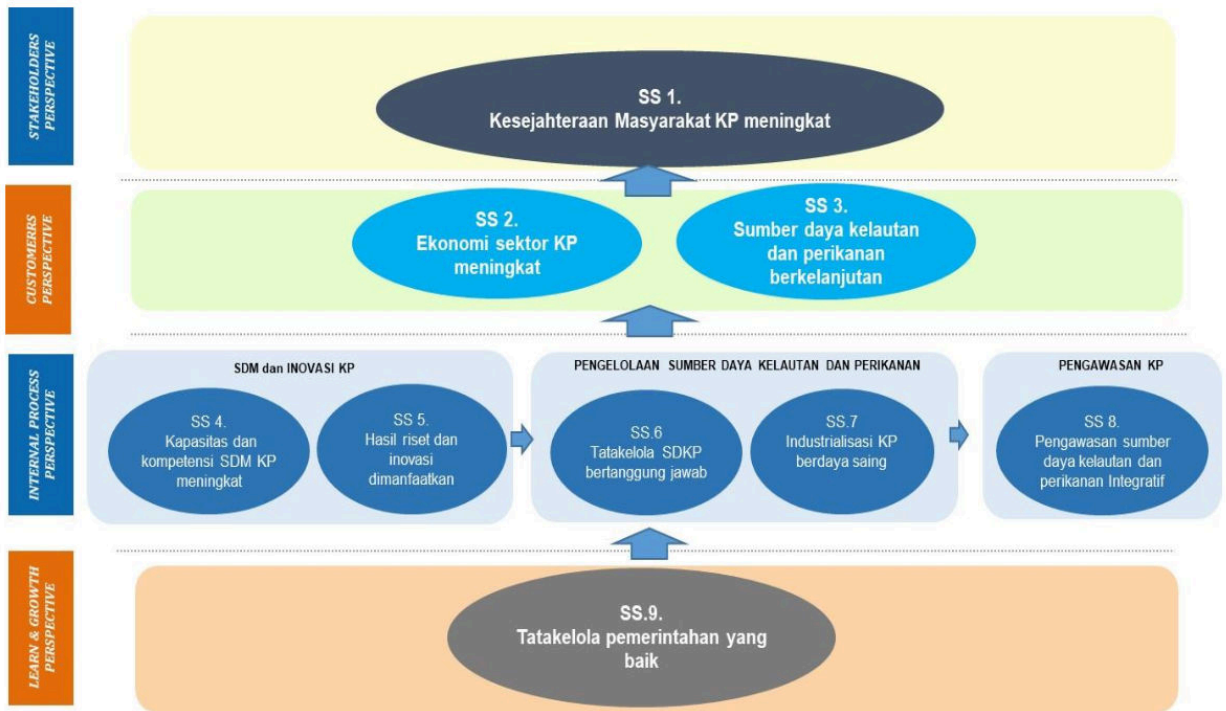 STAKEHOLDERS
PERSPECTIVE
SS 1.
Kesejahteraan Masyarakat KP meningkat
CUSTOMERRS
PERSPECTIVE
SS 2.
Ekonomi sektor KP
meningkat
SS 3.
Sumber daya kelautan
dan perikanan
berkelanjutan
INTERNAL PROCESS
PERSPECTIVE
SDM dan INOVASI KP
SS 4.
Kapasitas dan
kompetensi SDM KP
meningkat
SS 5.
Hasil riset dan
inovasi
dimanfaatkan
PENGELOLAAN SUMBER DAYA KELAUTAN DAN PERIKANAN
SS.6
Tatakelola SDKP
bertanggung jawab
SS.7
Industrialisasi KP
berdaya saing
PENGAWASAN KP
SS 8.
Pengawasan sumber
daya kelautan dan
perikanan Integratif
LEARN & GROWTH
PERSPECTIVE
SS.9.
Tatakelola pemerintahan yang
baik